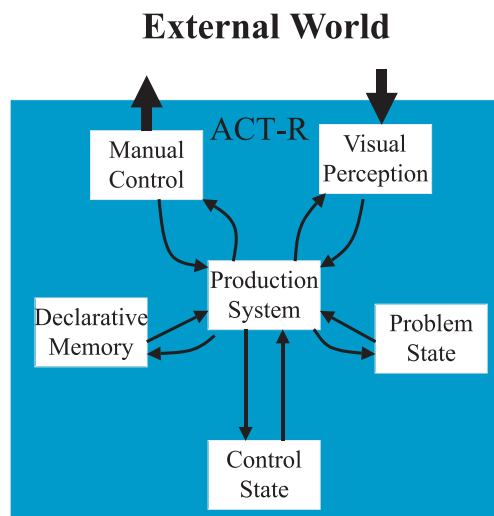 External World
ACT-R
Manual
Control
Visual
Perception
Production
System
Declarative
Memory
Problem
State
Control
State